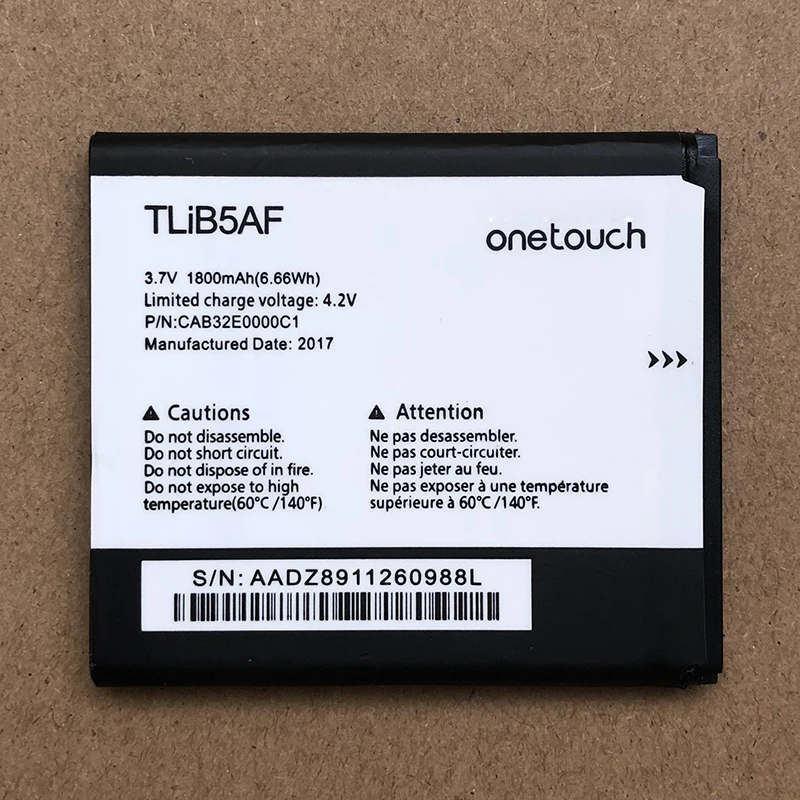 TLiB5AF
onetouch
3.7V 1800mAh(6.66Wh)
Limited charge voltage: 4.2V
P/N:CAB32E0000C1
Manufactured Date: 2017
Cautions
Do not disassemble.
Do not short circuit.
Do not dispose of in fire.
Do not expose to high
temperature(60°C /140°F)
Attention
Ne pas desassembler.
Ne pas court-circuiter.
Ne pas jeter au feu.
Ne pas exposer à une température
supérieure à 60°C /140°F.
S/N: AADZ8911260988L